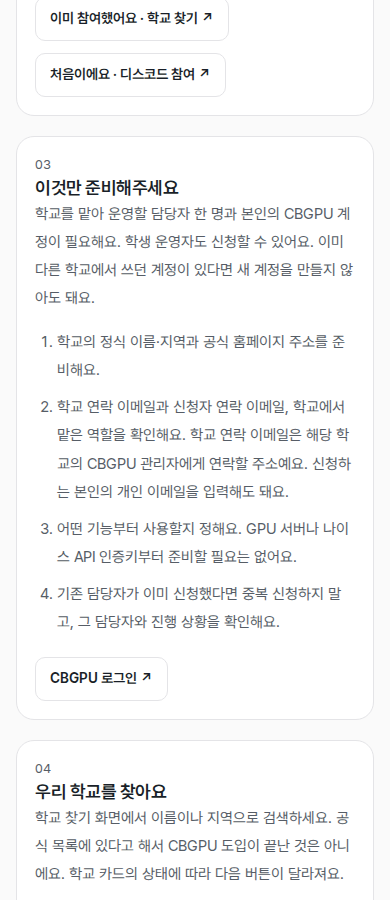 이미 참여했어요 · 학교 찾기 ↗
처음이에요 · 디스코드 참여 ↗
03
이것만 준비해주세요
학교를 맡아 운영할 담당자 한 명과 본인의 CBGPU 계
정이 필요해요. 학생 운영자도 신청할 수 있어요. 이미
다른 학교에서 쓰던 계정이 있다면 새 계정을 만들지 않
아도 돼요.
1. 학교의 정식 이름·지역과 공식 홈페이지 주소를 준
비해요.
2. 학교 연락 이메일과 신청자 연락 이메일, 학교에서
맡은 역할을 확인해요. 학교 연락 이메일은 해당 학
교의 CBGPU 관리자에게 연락할 주소예요. 신청하
는 본인의 개인 이메일을 입력해도 돼요.
3. 어떤 기능부터 사용할지 정해요. GPU 서버나 나이
스 API 인증키부터 준비할 필요는 없어요.
4. 기존 담당자가 이미 신청했다면 중복 신청하지 말
고, 그 담당자와 진행 상황을 확인해요.
CBGPU 로그인 ↗
04
우리 학교를 찾아요
학교 찾기 화면에서 이름이나 지역으로 검색하세요. 공
식 목록에 있다고 해서 CBGPU 도입이 끝난 것은 아니
에요. 학교 카드의 상태에 따라 다음 버튼이 달라져요.